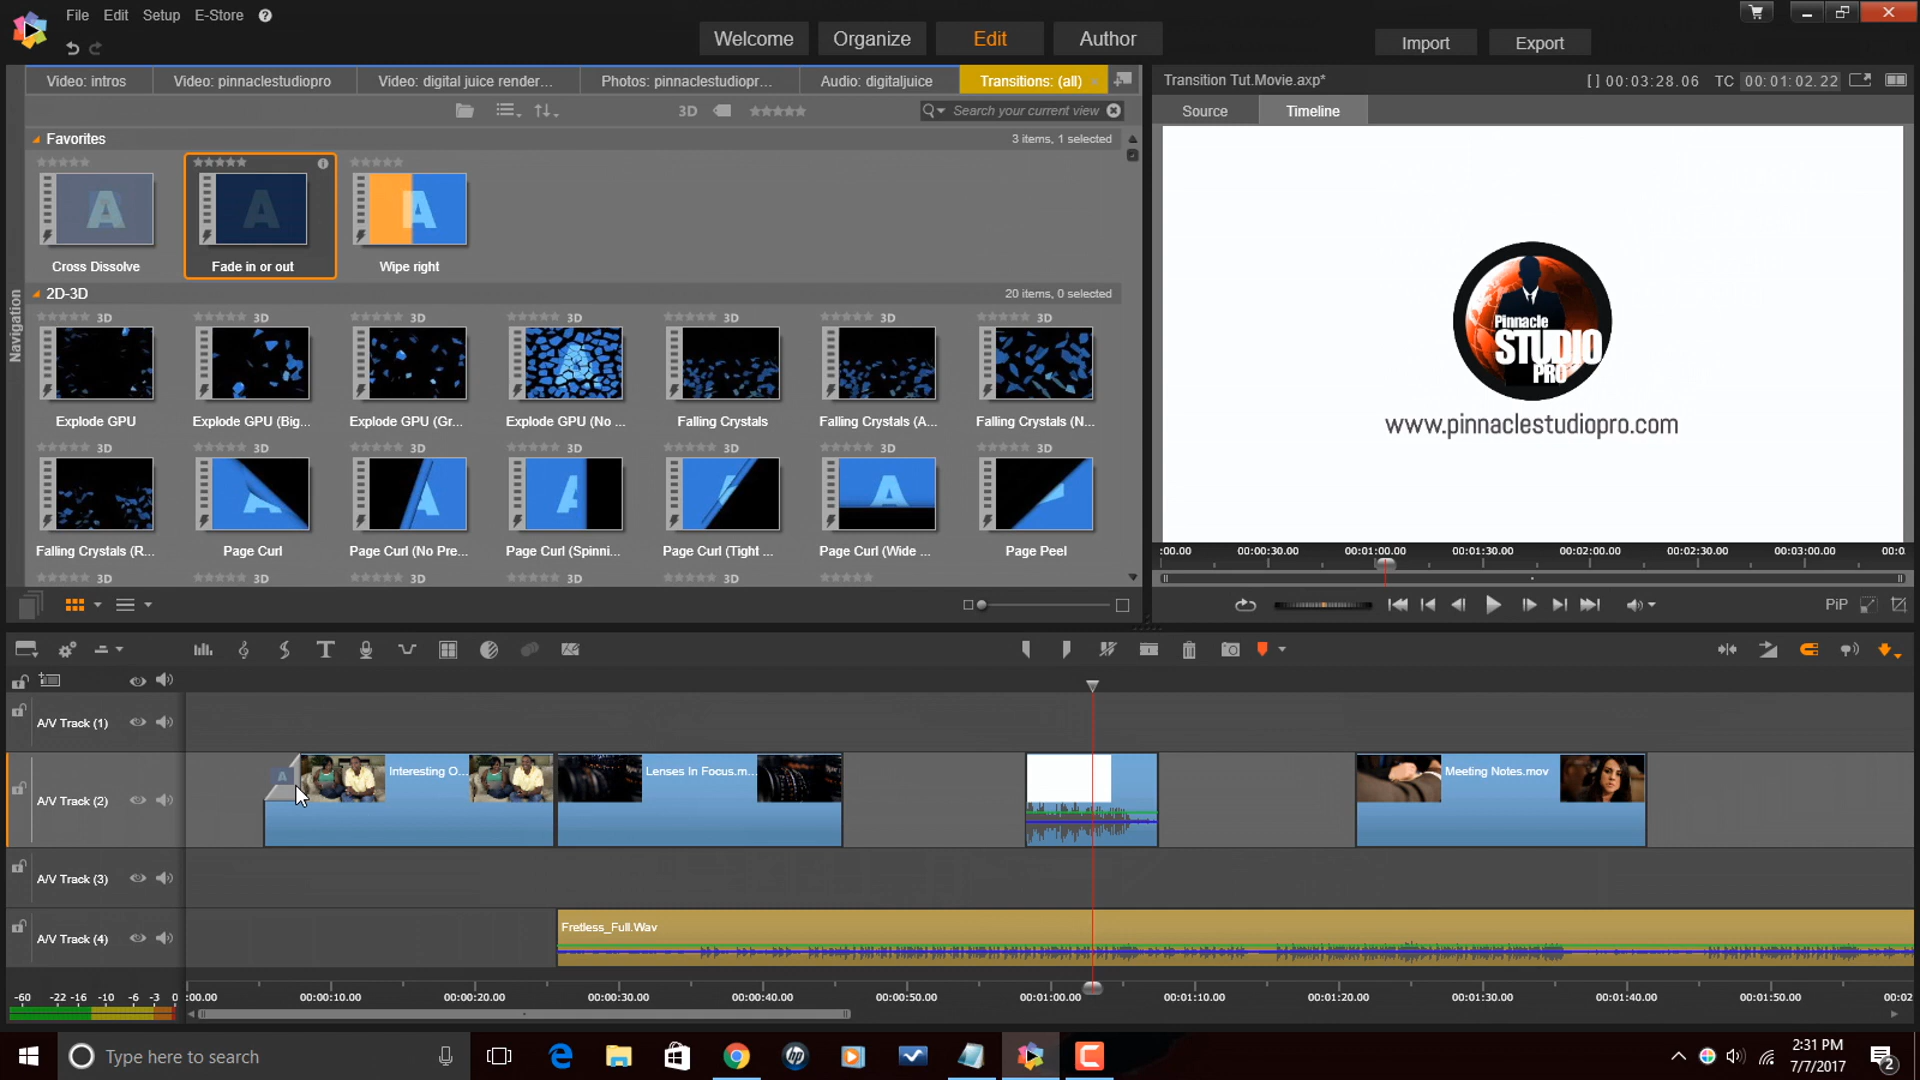 File Edit Setup E-Store ?
Welcome Organize Edit Author Import Export
Video: intros Video: pinnaclestudiopro Video: digital juice render... Photos: pinnaclestudiopr... Audio: digitaljuice Transitions: (all)
Transition Tut.Movie.axp* [ ] 00:03:28.06 TC 00:01:02.22
3D Search your current view
Source Timeline
Favorites 3 items, 1 selected
Cross Dissolve Fade in or out Wipe right
2D-3D 20 items, 0 selected
3D 3D 3D 3D 3D 3D 3D
Explode GPU Explode GPU (Big... Explode GPU (Gr... Explode GPU (No ... Falling Crystals Falling Crystals (A... Falling Crystals (N...
3D 3D 3D 3D 3D 3D 3D
Falling Crystals (R... Page Curl Page Curl (No Pre... Page Curl (Spinni... Page Curl (Tight ... Page Curl (Wide ... Page Peel
3D 3D 3D 3D 3D
Navigation
Pinnacle
STUDIO
PRO
www.pinnaclestudiopro.com
:00.00 00:00:30.00 00:01:00.00 00:01:30.00 00:02:00.00 00:02:30.00 00:03:00.00 00:0
PiP
A/V Track (1)
A/V Track (2) Interesting O... Lenses In Focus.m... Meeting Notes.mov
A/V Track (3)
A/V Track (4) Fretless_Full.Wav
-60 -22 -16 -10 -6 -3 0 :00.00 00:00:10.00 00:00:20.00 00:00:30.00 00:00:40.00 00:00:50.00 00:01:00.00 00:01:10.00 00:01:20.00 00:01:30.00 00:01:40.00 00:01:50.00 00:02
Type here to search
2:31 PM
7/7/2017
2